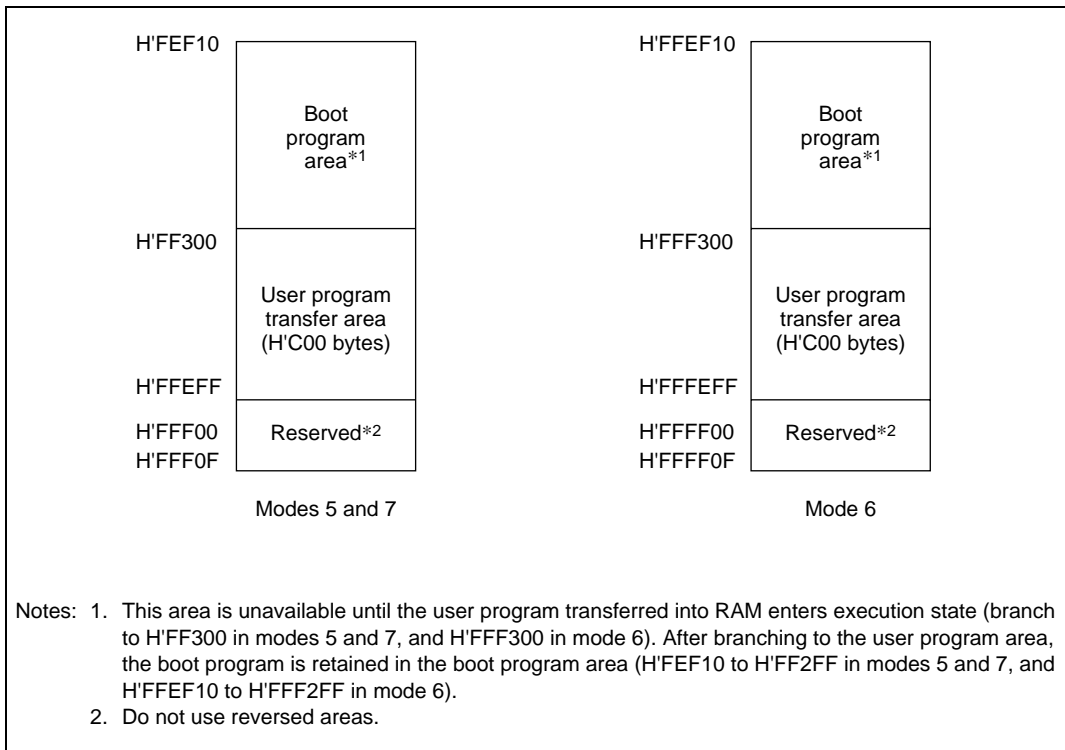 H'FEF10
Boot
program
area*1
H'FF300
User program
transfer area
(H'C00 bytes)
H'FFEFF
H'FFF00
Reserved*2
H'FFF0F
Modes 5 and 7
H'FFEF10
Boot
program
area*1
H'FFF300
User program
transfer area
(H'C00 bytes)
H'FFFEFF
H'FFFF00
Reserved*2
H'FFFF0F
Mode 6
Notes: 1. This area is unavailable until the user program transferred into RAM enters execution state (branch
to H'FF300 in modes 5 and 7, and H'FFF300 in mode 6). After branching to the user program area,
the boot program is retained in the boot program area (H'FEF10 to H'FF2FF in modes 5 and 7, and
H'FFEF10 to H'FFF2FF in mode 6).
2. Do not use reversed areas.